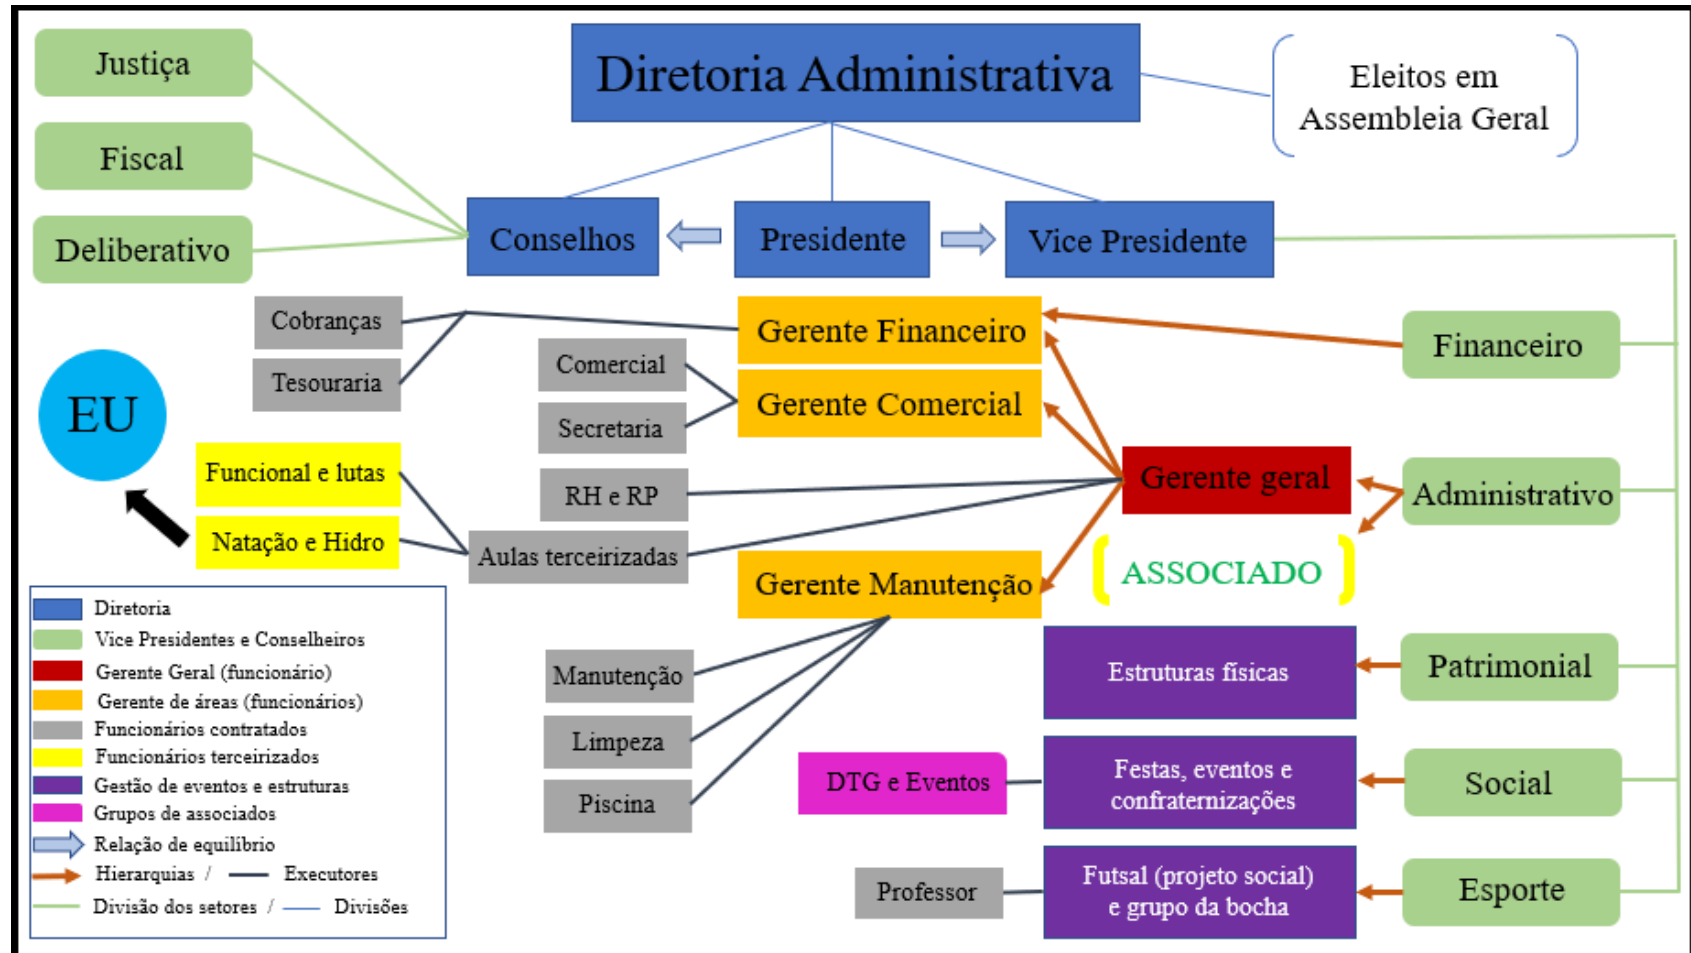 Justiça
Diretoria Administrativa
Eleitos em
Assembleia Geral
Fiscal
Deliberativo
Conselhos
Presidente
Vice Presidente
Cobranças
Gerente Financeiro
Financeiro
Comercial
Tesouraria
Gerente Comercial
EU
Secretaria
Funcional e lutas
Gerente geral
RH e RP
Administrativo
Natação e Hidro
Aulas terceirizadas
Gerente Manutenção
ASSOCIADO
Manutenção
Estruturas físicas
Patrimonial
Limpeza
DTG e Eventos
Festas, eventos e
confraternizações
Social
Piscina
Professor
Futsal (projeto social)
e grupo da bocha
Esporte
Diretoria
Vice Presidentes e Conselheiros
Gerente Geral (funcionário)
Gerente de áreas (funcionários)
Funcionários contratados
Funcionários terceirizados
Gestão de eventos e estruturas
Grupos de associados
Relação de equilíbrio
Hierarquias / Executores
Divisão dos setores / Divisões